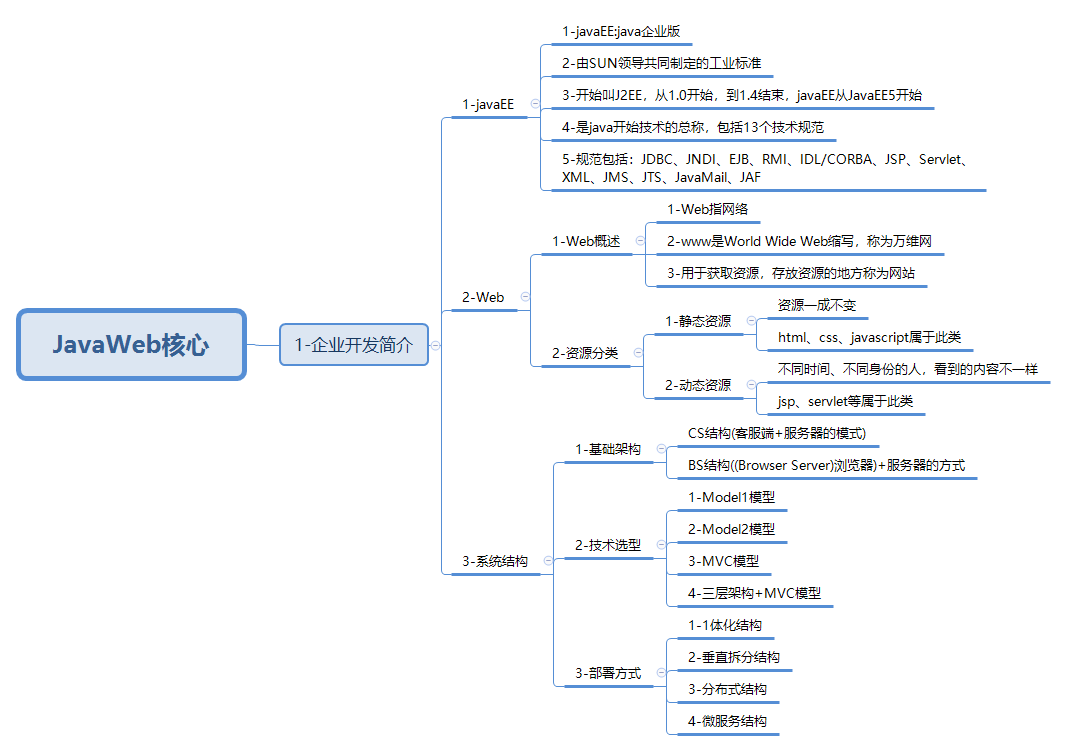 JavaWeb核心
1-企业开发简介
1-javaEE
1-javaEE:java企业版
2-由SUN领导共同制定的工业标准
3-开始叫J2EE，从1.0开始，到1.4结束，javaEE从JavaEE5开始
4-是java开始技术的总称，包括13个技术规范
5-规范包括：JDBC、JNDI、EJB、RMI、IDL/CORBA、JSP、Servlet、
XML、JMS、JTS、JavaMail、JAF
2-Web
1-Web概述
1-Web指网络
2-www是World Wide Web缩写，称为万维网
3-用于获取资源，存放资源的地方称为网站
2-资源分类
1-静态资源
资源一成不变
html、css、javascript属于此类
2-动态资源
不同时间、不同身份的人，看到的内容不一样
jsp、servlet等属于此类
3-系统结构
1-基础架构
CS结构(客服端+服务器的模式)
BS结构((Browser Server)浏览器)+服务器的方式
2-技术选型
1-Model1模型
2-Model2模型
3-MVC模型
4-三层架构+MVC模型
3-部署方式
1-1体化结构
2-垂直拆分结构
3-分布式结构
4-微服务结构